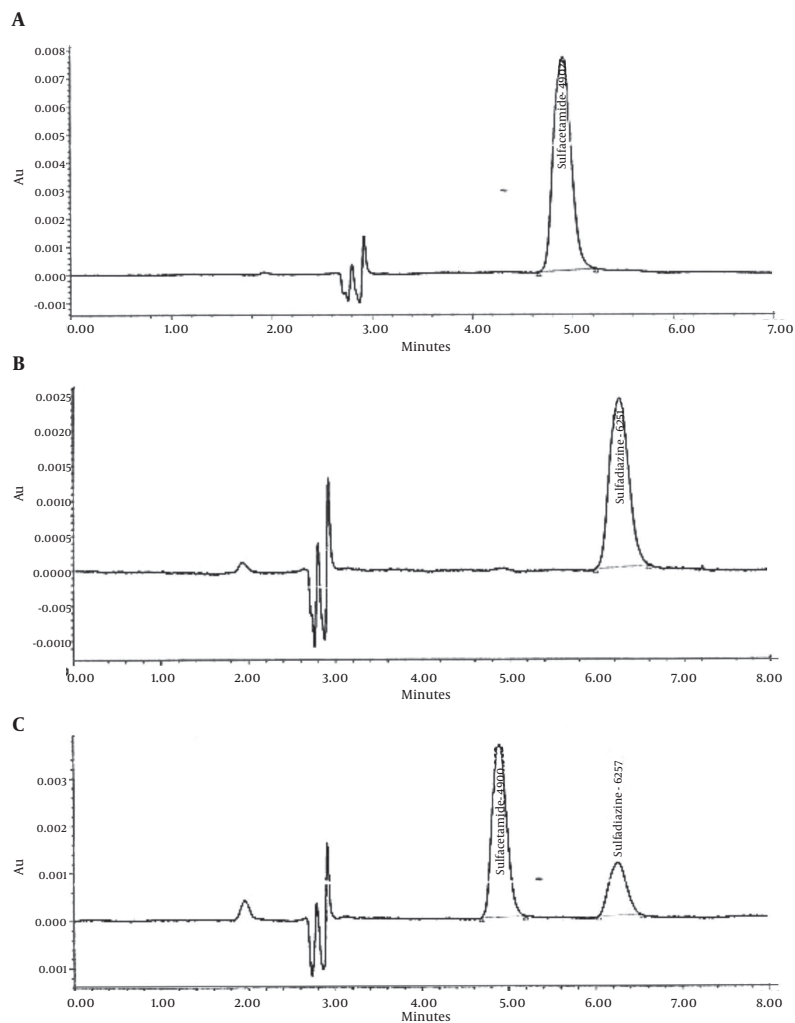 A
0.008
0.007
0.006
0.005
0.004
0.003
0.002
0.001
0.000
-0.001
Au
Sulfacetamide- 4902
0.00 1.00 2.00 3.00 4.00 5.00 6.00 7.00
Minutes
B
0.0025
0.0020
0.0015
0.0010
0.0005
0.0000
-0.005
-0.0010
Au
Sulfadiazine - 6251
0.00 1.00 2.00 3.00 4.00 5.00 6.00 7.00 8.00
Minutes
C
0.003
0.002
0.001
0.000
0.001
Au
Sulfacetamide- 4900
Sulfadiazine - 6257
0.00 1.00 2.00 3.00 4.00 5.00 6.00 7.00 8.00
Minutes